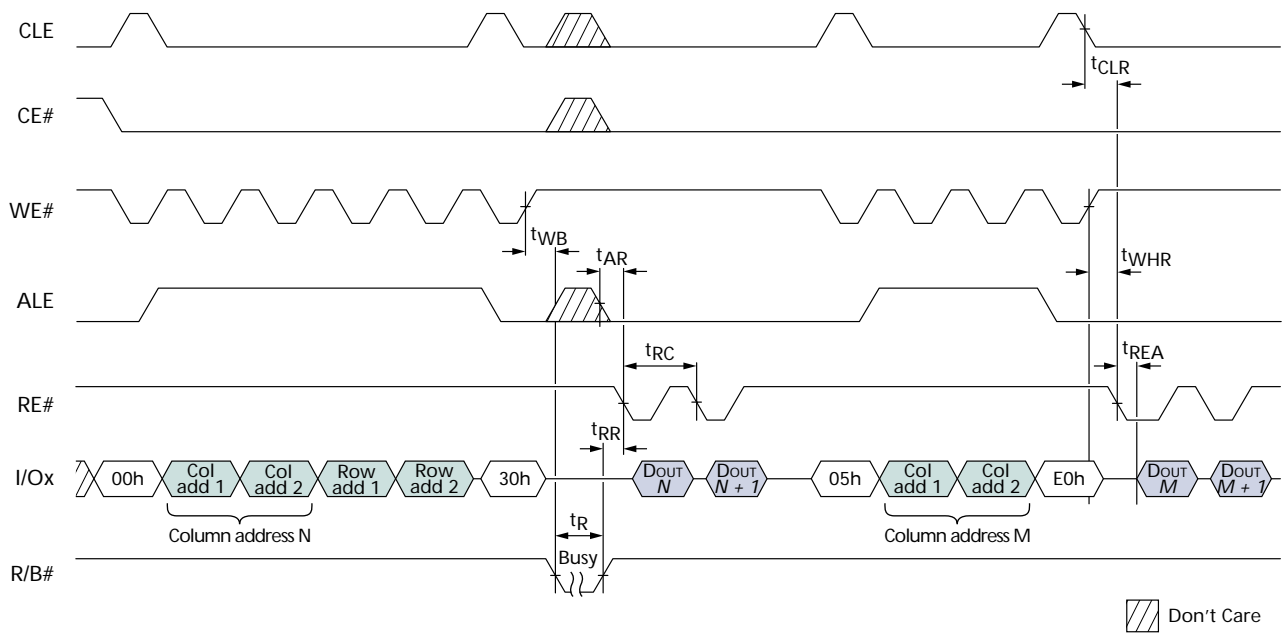 CLE
tCLR
CE#
WE#
tWB
tAR
tWHR
ALE
tRC
tREA
RE#
tRR
I/Ox
00h
Col add 1
Col add 2
Row add 1
Row add 2
30h
DOUT N
DOUT N + 1
05h
Col add 1
Col add 2
E0h
DOUT M
DOUT M + 1
Column address N
tR
Column address M
Busy
R/B#
Don't Care